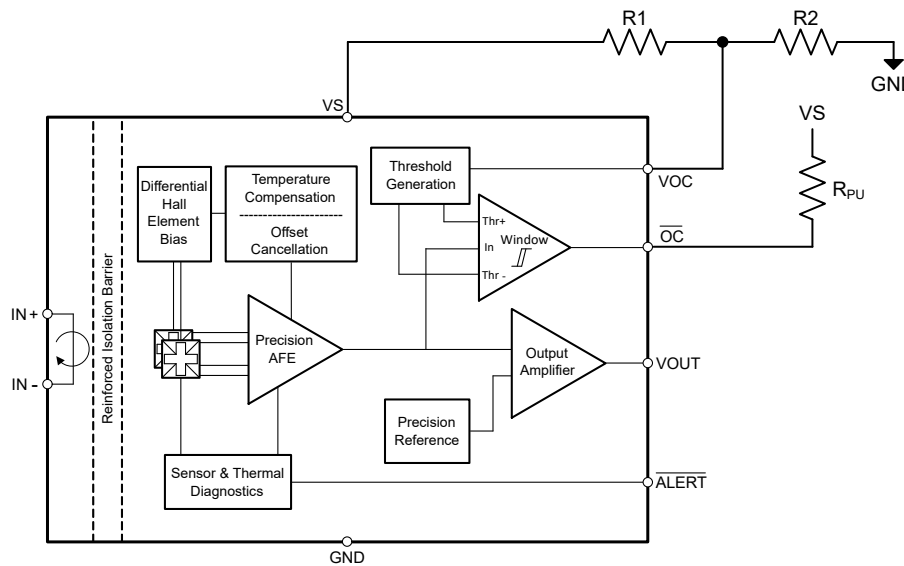 R1
R2
GND
VS
VS
R_PU
Differential
Hall
Element
Bias
Temperature
Compensation
Offset
Cancellation
Threshold
Generation
VOC
Thr+
In
Window
Thr -
OC
IN+
IN -
Reinforced Isolation Barrier
Precision
AFE
Output
Amplifier
VOUT
Precision
Reference
Sensor & Thermal
Diagnostics
ALERT
GND